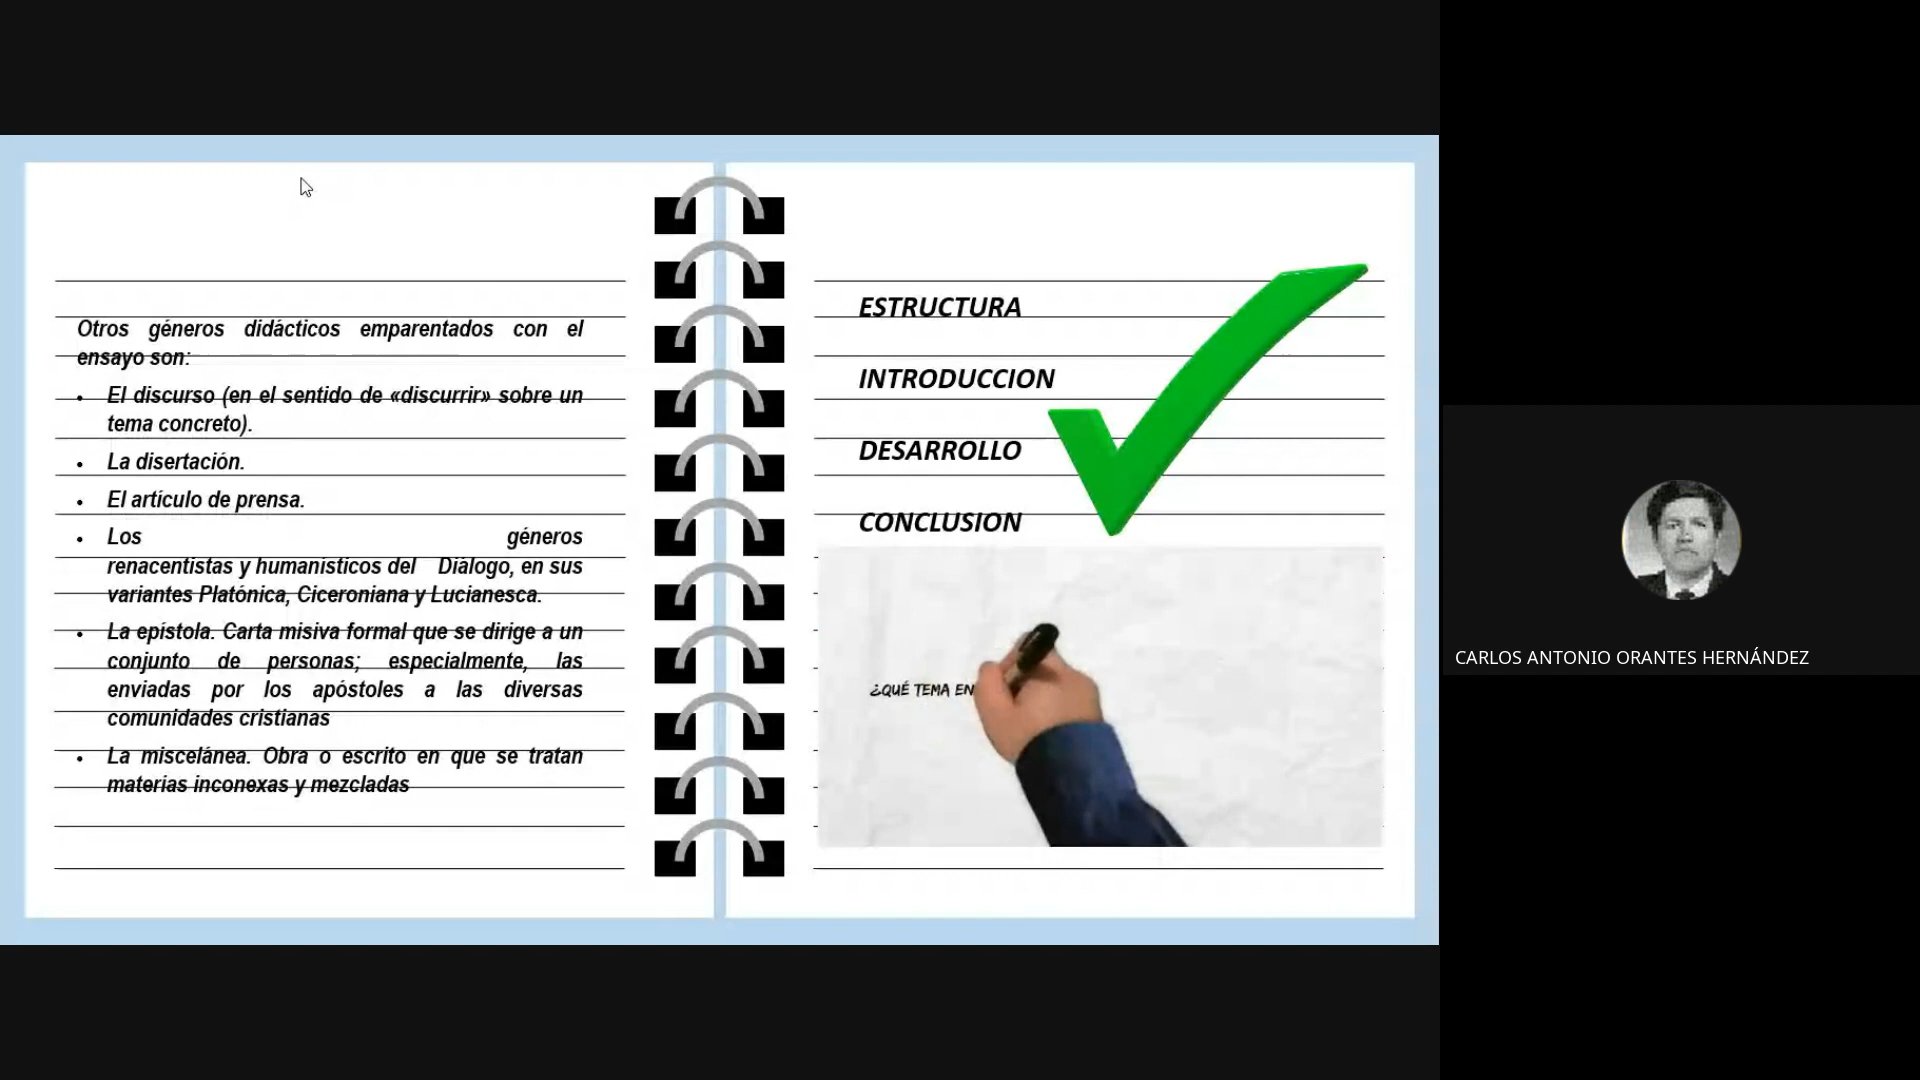 Otros géneros didácticos emparentados con el
ensayo son:
• El discurso (en el sentido de «discurrir» sobre un
tema concreto).
• La disertación.
• El artículo de prensa.
• Los géneros
renacentistas y humanísticos del Diálogo, en sus
variantes Platónica, Ciceroniana y Lucianesca.
• La epístola. Carta misiva formal que se dirige a un
conjunto de personas; especialmente, las
enviadas por los apóstoles a las diversas
comunidades cristianas
• La miscelánea. Obra o escrito en que se tratan
materias inconexas y mezcladas
ESTRUCTURA
INTRODUCCION
DESARROLLO
CONCLUSION
¿QUÉ TEMA EN
CARLOS ANTONIO ORANTES HERNÁNDEZ